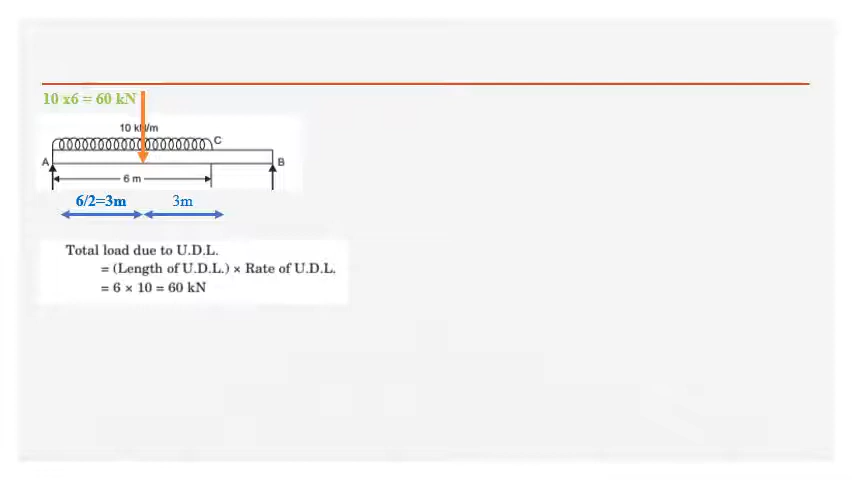 10 x6 = 60 kN
10 kN/m
C
A
B
6 m
6/2=3m
3m
Total load due to U.D.L.
= (Length of U.D.L.) × Rate of U.D.L.
= 6 × 10 = 60 kN